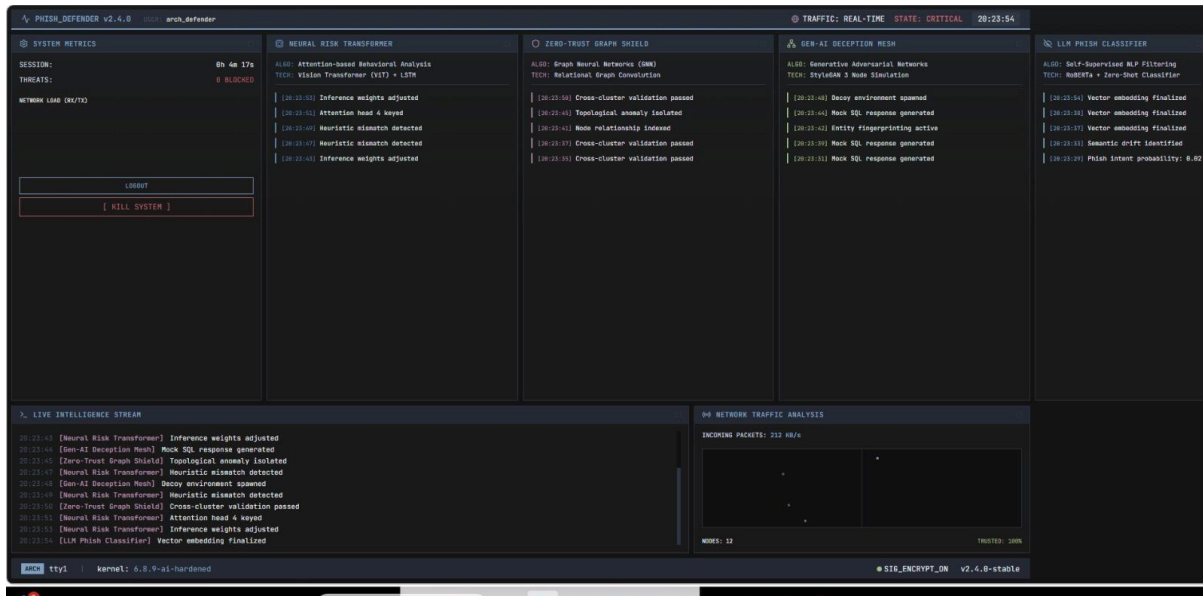 PHISH_DEFENDER v2.4.0 USER: arch_defender
TRAFFIC: REAL-TIME STATE: CRITICAL 20:23:54
SYSTEM METRICS
SESSION: 0h 4m 17s
THREATS: 0 BLOCKED
NETWORK LOAD (RX/TX)
LOGOUT
[ KILL SYSTEM ]
NEURAL RISK TRANSFORMER
ALGO: Attention-based Behavioral Analysis
TECH: Vision Transformer (ViT) + LSTM
[20:23:53] Inference weights adjusted
[20:23:51] Attention head 4 keyed
[20:23:49] Heuristic mismatch detected
[20:23:47] Heuristic mismatch detected
[20:23:43] Inference weights adjusted
ZERO-TRUST GRAPH SHIELD
ALGO: Graph Neural Networks (GNN)
TECH: Relational Graph Convolution
[20:23:50] Cross-cluster validation passed
[20:23:45] Topological anomaly isolated
[20:23:41] Node relationship indexed
[20:23:37] Cross-cluster validation passed
[20:23:35] Cross-cluster validation passed
GEN-AI DECEPTION MESH
ALGO: Generative Adversarial Networks
TECH: StyleGAN 3 Node Simulation
[20:23:48] Decoy environment spawned
[20:23:44] Mock SQL response generated
[20:23:42] Entity fingerprinting active
[20:23:39] Mock SQL response generated
[20:23:31] Mock SQL response generated
LLM PHISH CLASSIFIER
ALGO: Self-Supervised NLP Filtering
TECH: RoBERTa + Zero-Shot Classifier
[20:23:54] Vector embedding finalized
[20:23:38] Vector embedding finalized
[20:23:37] Vector embedding finalized
[20:23:33] Semantic drift identified
[20:23:29] Phish intent probability: 0.02
>_ LIVE INTELLIGENCE STREAM
20:23:43 [Neural Risk Transformer] Inference weights adjusted
20:23:44 [Gen-AI Deception Mesh] Mock SQL response generated
20:23:45 [Zero-Trust Graph Shield] Topological anomaly isolated
20:23:47 [Neural Risk Transformer] Heuristic mismatch detected
20:23:48 [Gen-AI Deception Mesh] Decoy environment spawned
20:23:49 [Neural Risk Transformer] Heuristic mismatch detected
20:23:50 [Zero-Trust Graph Shield] Cross-cluster validation passed
20:23:51 [Neural Risk Transformer] Attention head 4 keyed
20:23:53 [Neural Risk Transformer] Inference weights adjusted
20:23:54 [LLM Phish Classifier] Vector embedding finalized
NETWORK TRAFFIC ANALYSIS
INCOMING PACKETS: 212 KB/s
NODES: 12 TRUSTED: 100%
ARCH tty1 | kernel: 6.8.9-ai-hardened
SIG_ENCRYPT_ON v2.4.0-stable